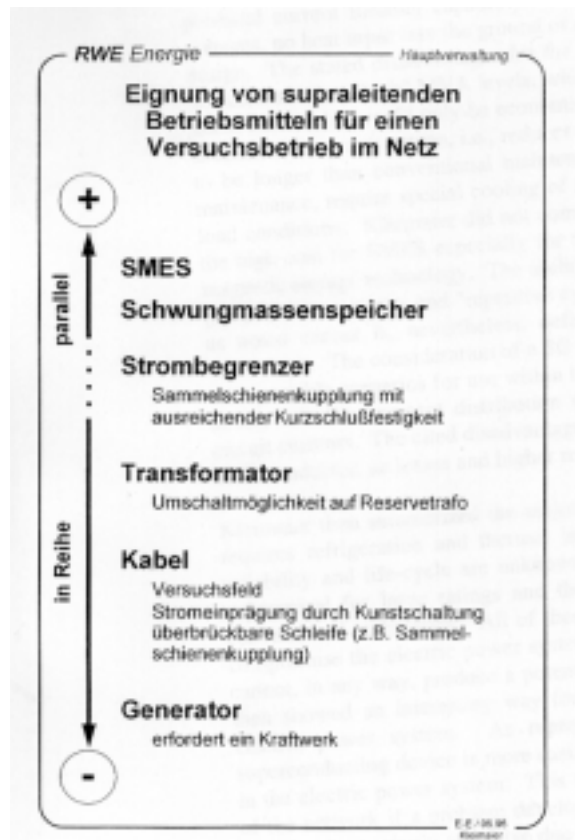 RWE Energie
Hauptverwaltung
Eignung von supraleitenden
Betriebsmitteln für einen
Versuchsbetrieb im Netz
+
parallel
in Reihe
-
SMES
Schwungmassenspeicher
Strombegrenzer
Sammelschienenkupplung mit
ausreichender Kurzschlußfestigkeit
Transformator
Umschaltmöglichkeit auf Reservetrafo
Kabel
Versuchsfeld
Stromeinprägung durch Kunstschaltung
überbrückbare Schleife (z.B. Sammel-
schienenkupplung)
Generator
erfordert ein Kraftwerk